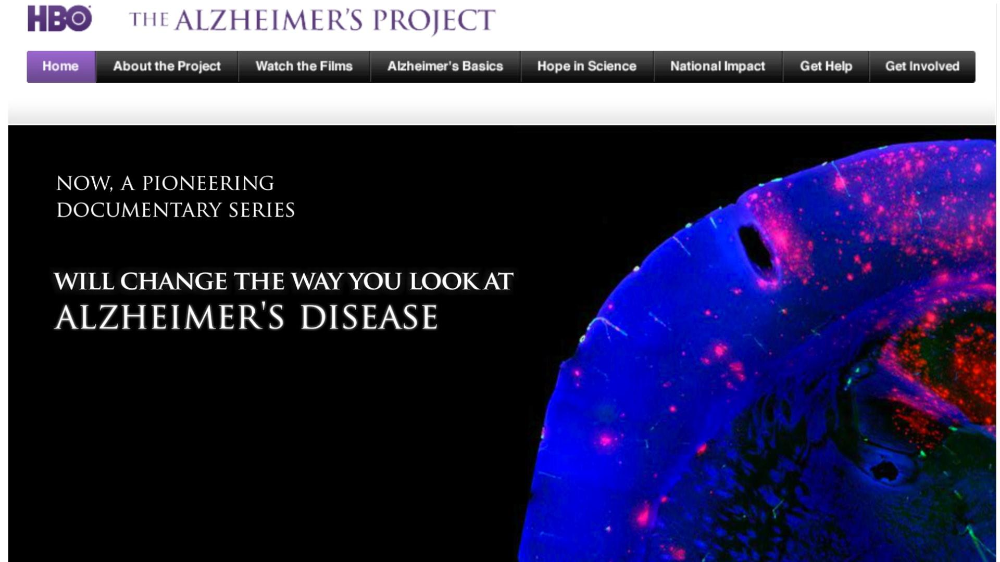 HBO THE ALZHEIMER'S PROJECT
Home About the Project Watch the Films Alzheimer's Basics Hope in Science National Impact Get Help Get Involved
NOW, A PIONEERING
DOCUMENTARY SERIES
WILL CHANGE THE WAY YOU LOOK AT
ALZHEIMER'S DISEASE